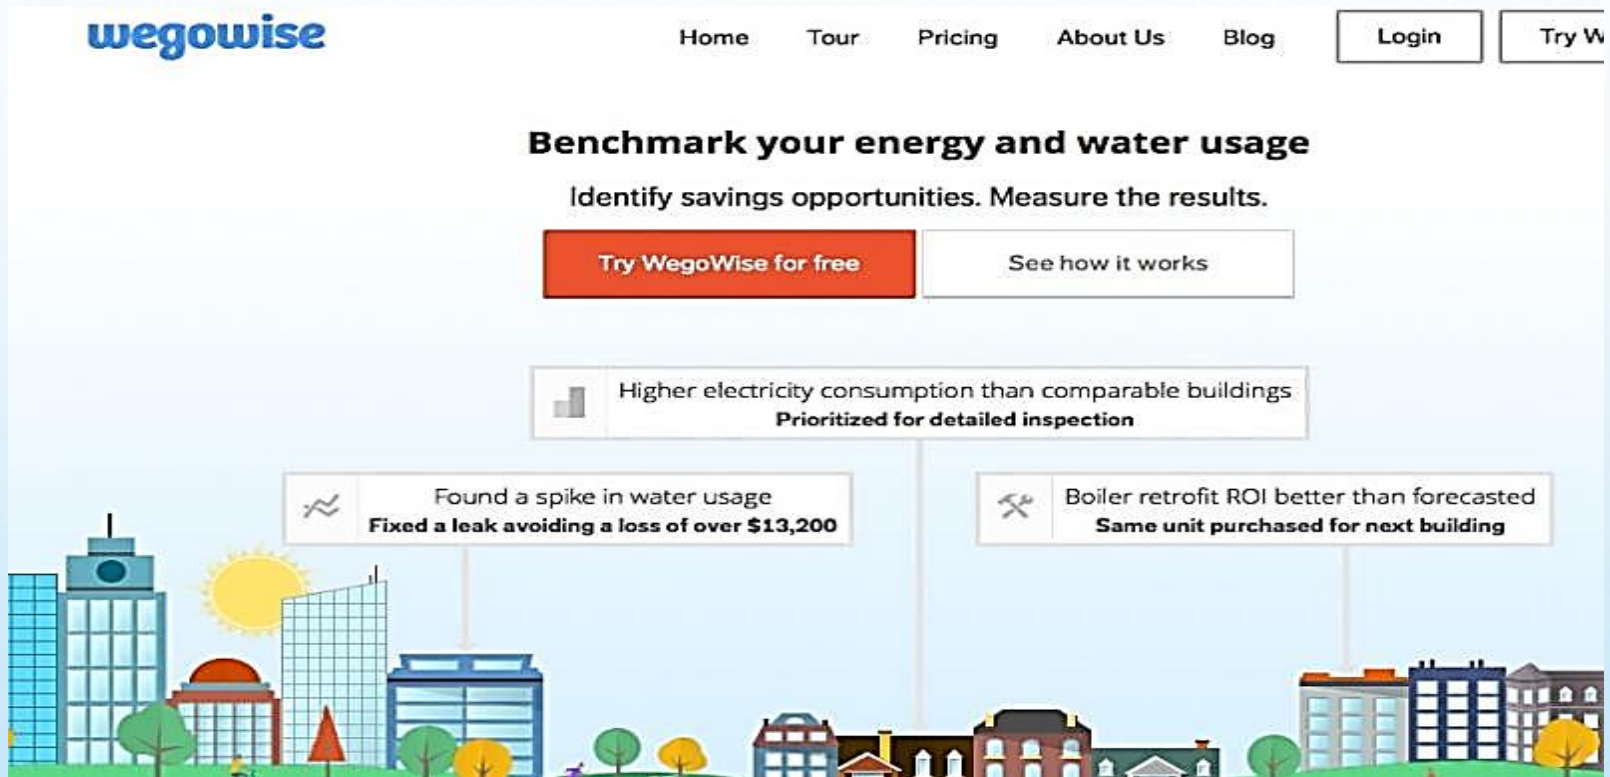 wegowise
Home Tour Pricing About Us Blog Login Try W
Benchmark your energy and water usage
Identify savings opportunities. Measure the results.
Try WegoWise for free See how it works
Higher electricity consumption than comparable buildings
Prioritized for detailed inspection
Found a spike in water usage
Fixed a leak avoiding a loss of over $13,200
Boiler retrofit ROI better than forecasted
Same unit purchased for next building